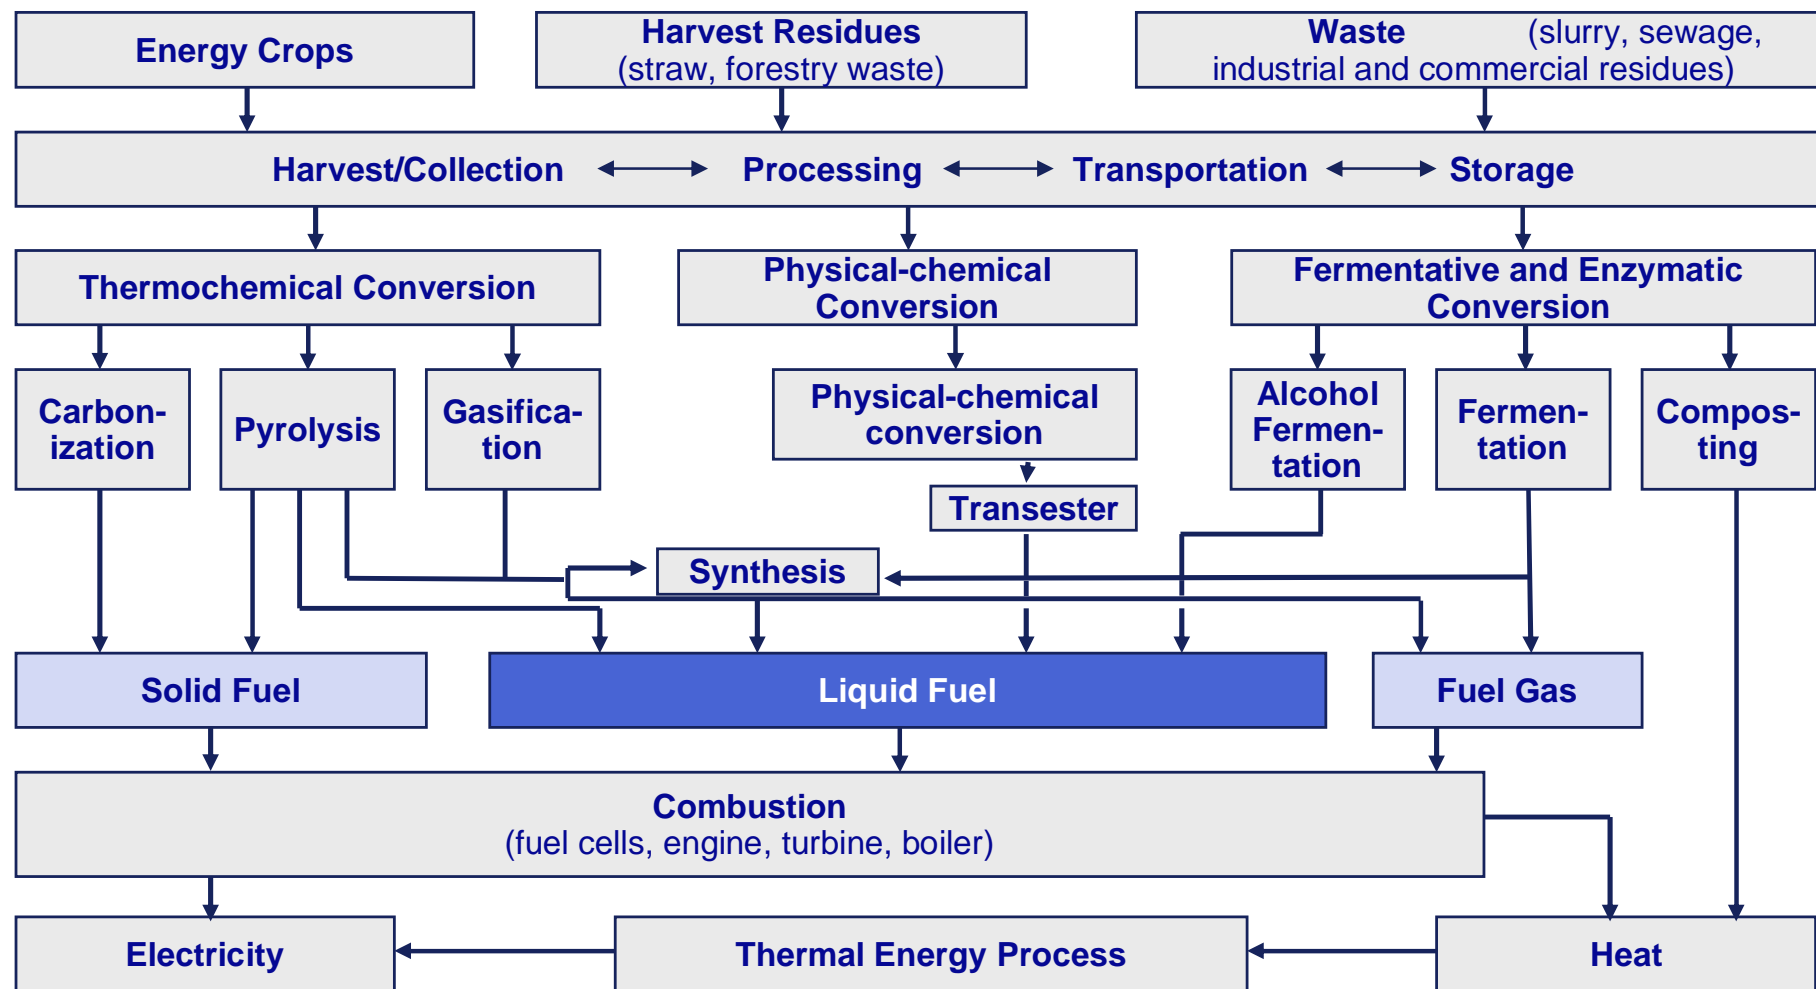 Energy Crops
Harvest Residues
(straw, forestry waste)
Waste (slurry, sewage,
industrial and commercial residues)
Harvest/Collection Processing Transportation Storage
Thermochemical Conversion
Physical-chemical
Conversion
Fermentative and Enzymatic
Conversion
Carbon-
ization
Pyrolysis
Gasifica-
tion
Physical-chemical
conversion
Alcohol
Fermen-
tation
Fermen-
tation
Compos-
ting
Transester
Synthesis
Solid Fuel
Liquid Fuel
Fuel Gas
Combustion
(fuel cells, engine, turbine, boiler)
Electricity
Thermal Energy Process
Heat